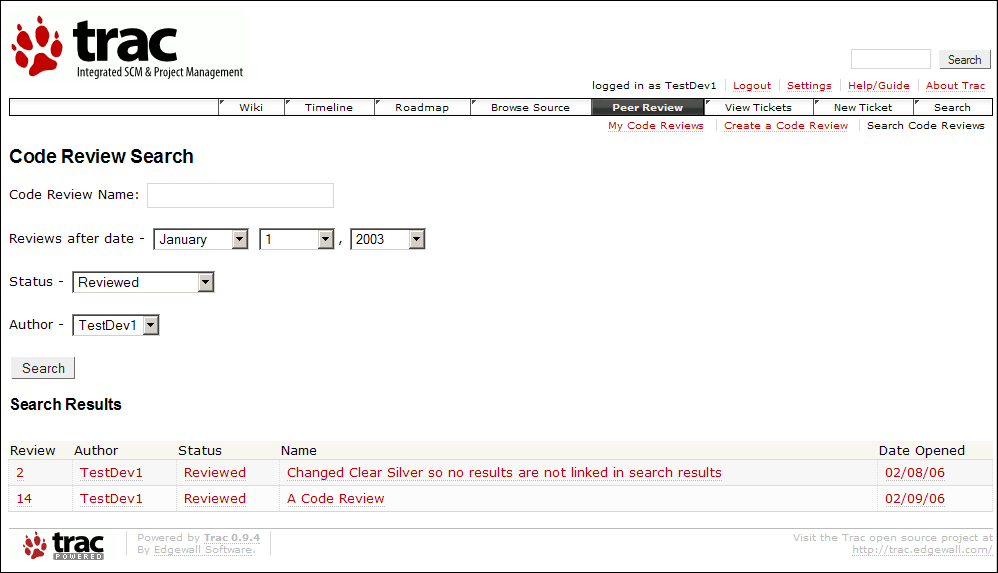 trac
Integrated SCM & Project Management
Search
logged in as TestDev1 Logout Settings Help/Guide About Trac
Wiki Timeline Roadmap Browse Source Peer Review View Tickets New Ticket Search
My Code Reviews Create a Code Review Search Code Reviews
Code Review Search
Code Review Name:
Reviews after date - January 1 , 2003
Status - Reviewed
Author - TestDev1
Search
Search Results
Review Author Status Name Date Opened
2 TestDev1 Reviewed Changed Clear Silver so no results are not linked in search results 02/08/06
14 TestDev1 Reviewed A Code Review 02/09/06
trac
POWERED
Powered by Trac 0.9.4
By Edgewall Software.
Visit the Trac open source project at
http://trac.edgewall.com/